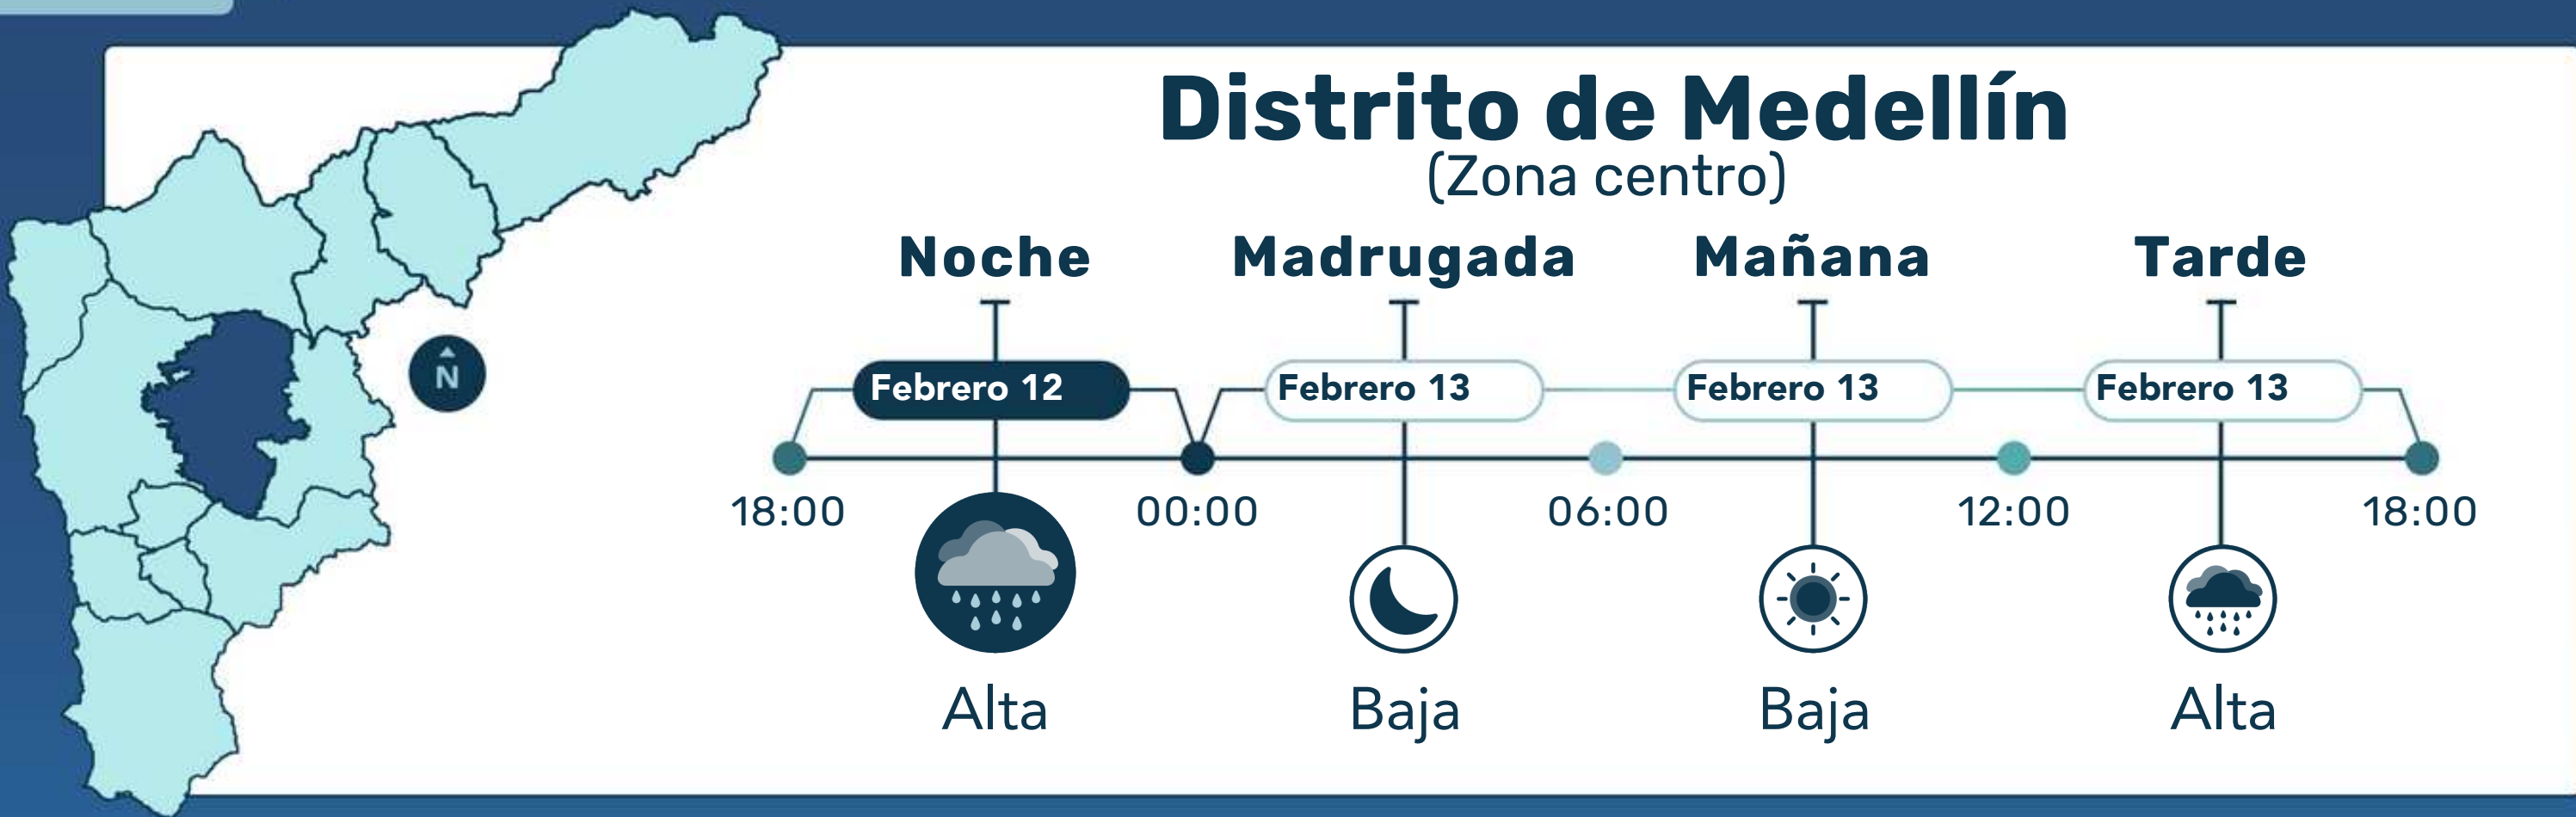 Distrito de Medellín
(Zona centro)
Noche Madrugada Mañana Tarde
N
Febrero 12 Febrero 13 Febrero 13 Febrero 13
18:00 00:00 06:00 12:00 18:00
Alta Baja Baja Alta